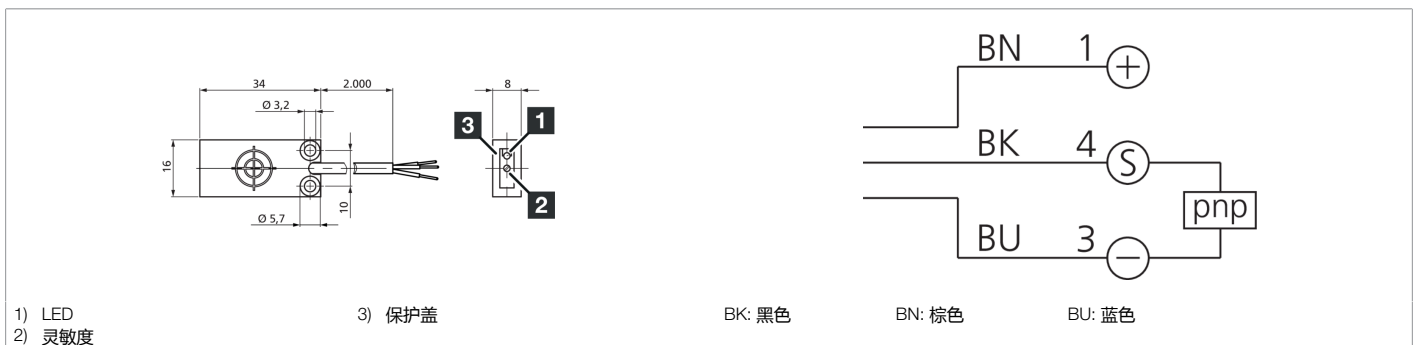 34
2.000
8
Ø 3,2
16
10
Ø 5,7
3
1
2
BN 1
+
BK 4
S
pnp
BU 3
−
1) LED
2) 灵敏度
3) 保护盖
BK: 黑色
BN: 棕色
BU: 蓝色